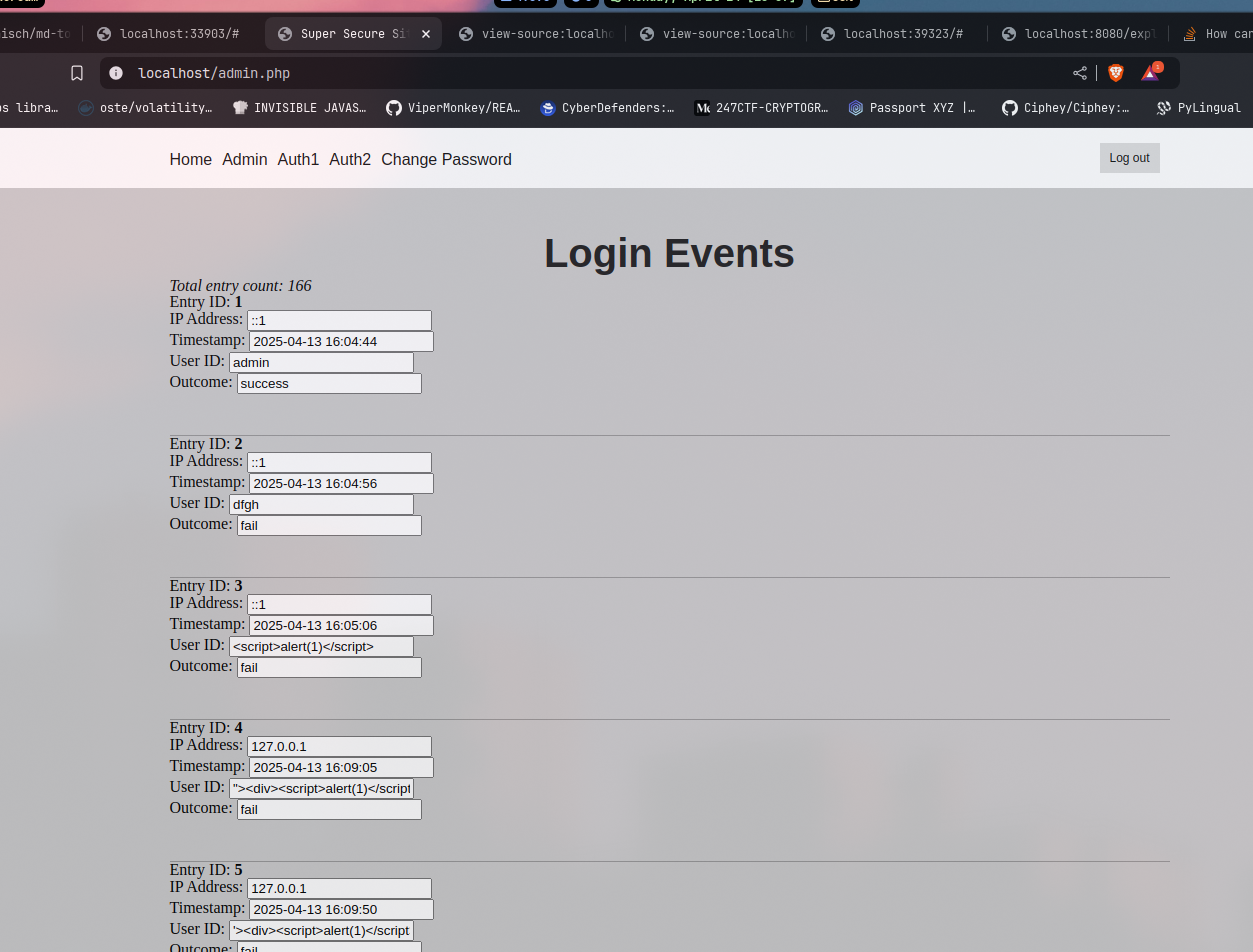 localhost:33903/#
Super Secure Si
view-source:localho
view-source:localho
localhost:39323/#
localhost:8080/expl
How can
localhost/admin.php
1
os libra…
oste/volatility…
INVISIBLE JAVAS…
ViperMonkey/REA…
CyberDefenders:…
247CTF-CRYPTOGR…
Passport XYZ |…
Ciphey/Ciphey:…
PyLingual
Home Admin Auth1 Auth2 Change Password
Log out
Login Events
Total entry count: 166
Entry ID: 1
IP Address: ::1
Timestamp: 2025-04-13 16:04:44
User ID: admin
Outcome: success
Entry ID: 2
IP Address: ::1
Timestamp: 2025-04-13 16:04:56
User ID: dfgh
Outcome: fail
Entry ID: 3
IP Address: ::1
Timestamp: 2025-04-13 16:05:06
User ID: <script>alert(1)</script>
Outcome: fail
Entry ID: 4
IP Address: 127.0.0.1
Timestamp: 2025-04-13 16:09:05
User ID: "><div><script>alert(1)</script
Outcome: fail
Entry ID: 5
IP Address: 127.0.0.1
Timestamp: 2025-04-13 16:09:50
User ID: '><div><script>alert(1)</script
Outcome: fail